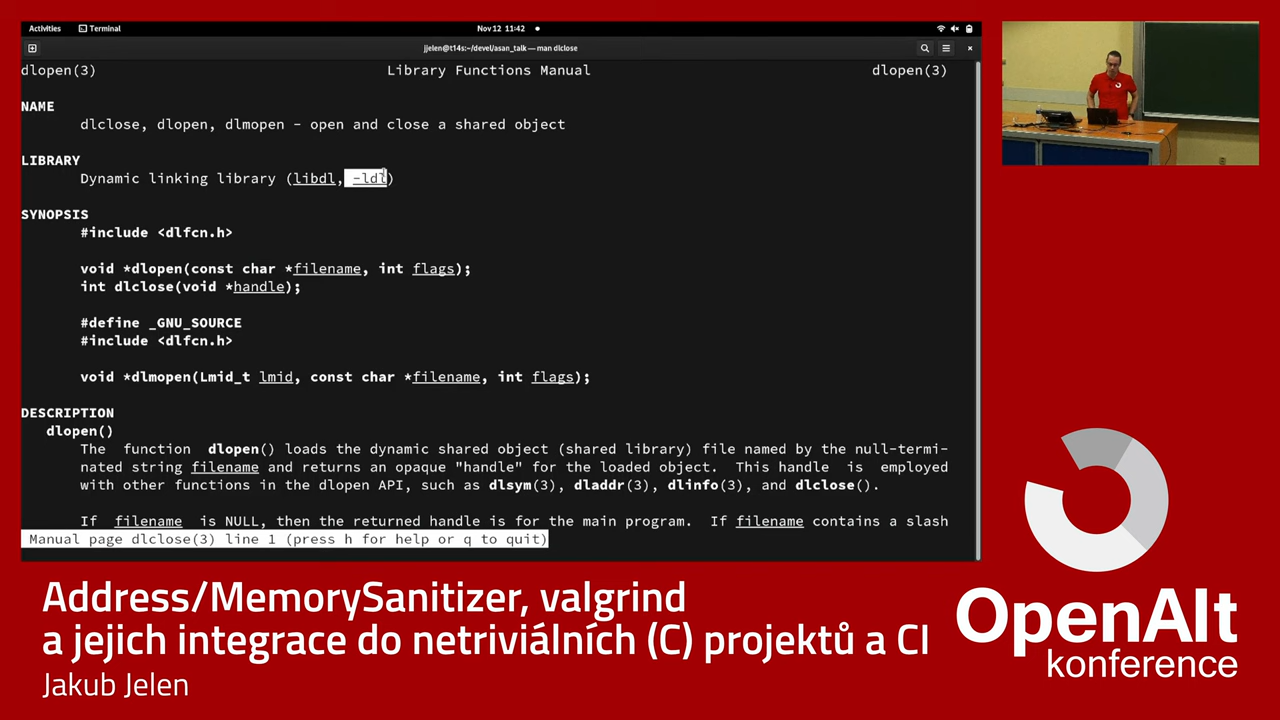 Activities Terminal Nov 12 11:42
jjelen@t14s:~/devel/asan_talk — man dlclose
dlopen(3) Library Functions Manual dlopen(3)
NAME
dlclose, dlopen, dlmopen - open and close a shared object
LIBRARY
Dynamic linking library (libdl, -ldl)
SYNOPSIS
#include <dlfcn.h>
void *dlopen(const char *filename, int flags);
int dlclose(void *handle);
#define _GNU_SOURCE
#include <dlfcn.h>
void *dlmopen(Lmid_t lmid, const char *filename, int flags);
DESCRIPTION
dlopen()
The function dlopen() loads the dynamic shared object (shared library) file named by the null-termi-
nated string filename and returns an opaque "handle" for the loaded object. This handle is employed
with other functions in the dlopen API, such as dlsym(3), dladdr(3), dlinfo(3), and dlclose().
If filename is NULL, then the returned handle is for the main program. If filename contains a slash
Manual page dlclose(3) line 1 (press h for help or q to quit)
Address/MemorySanitizer, valgrind
a jejich integrace do netriviálních (C) projektů a CI
Jakub Jelen
OpenAlt
konference